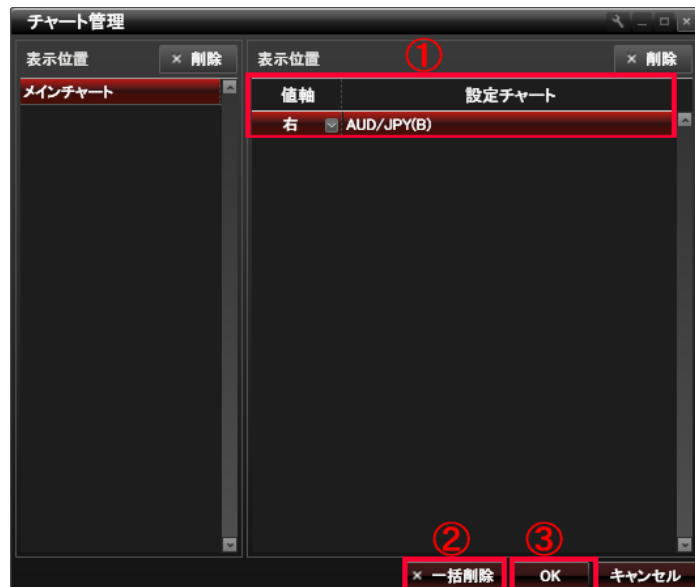 チャート管理
表示位置 × 削除
メインチャート
表示位置 ① × 削除
値軸 設定チャート
右 AUD/JPY(B)
② ③
× 一括削除 OK キャンセル